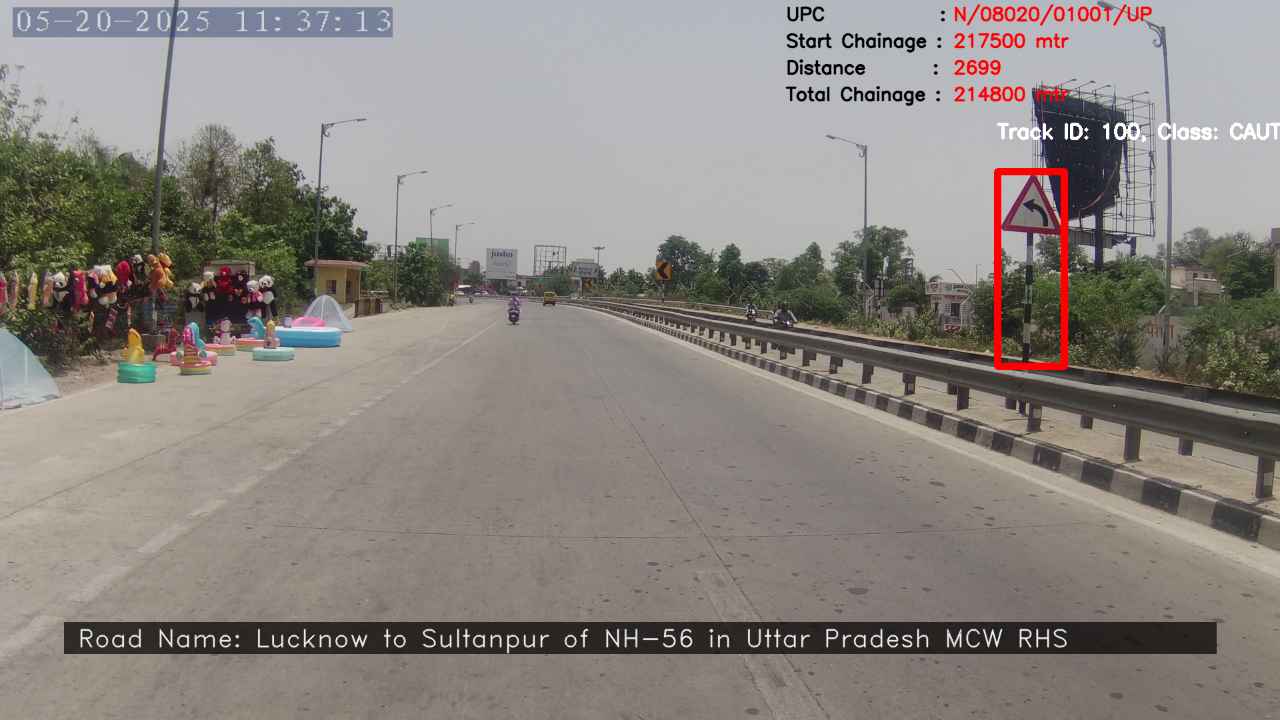 05-20-2025 11:37:13
UPC : N/08020/01001/UP
Start Chainage : 217500 mtr
Distance : 2699
Total Chainage : 214800 mtr
Track ID: 100, Class: CAUT
Road Name: Lucknow to Sultanpur of NH-56 in Uttar Pradesh MCW RHS